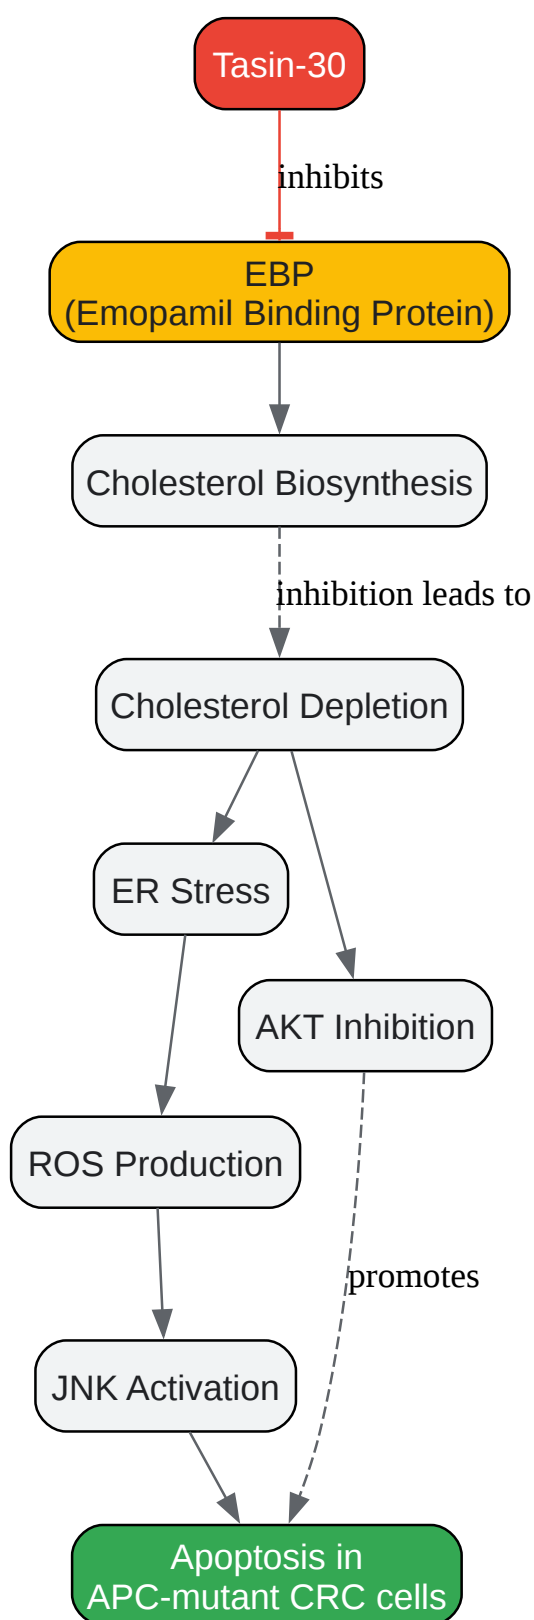 Tasin-30
inhibits
EBP
(Emopamil Binding Protein)
Cholesterol Biosynthesis
inhibition leads to
Cholesterol Depletion
ER Stress
AKT Inhibition
ROS Production
promotes
JNK Activation
Apoptosis in
APC-mutant CRC cells